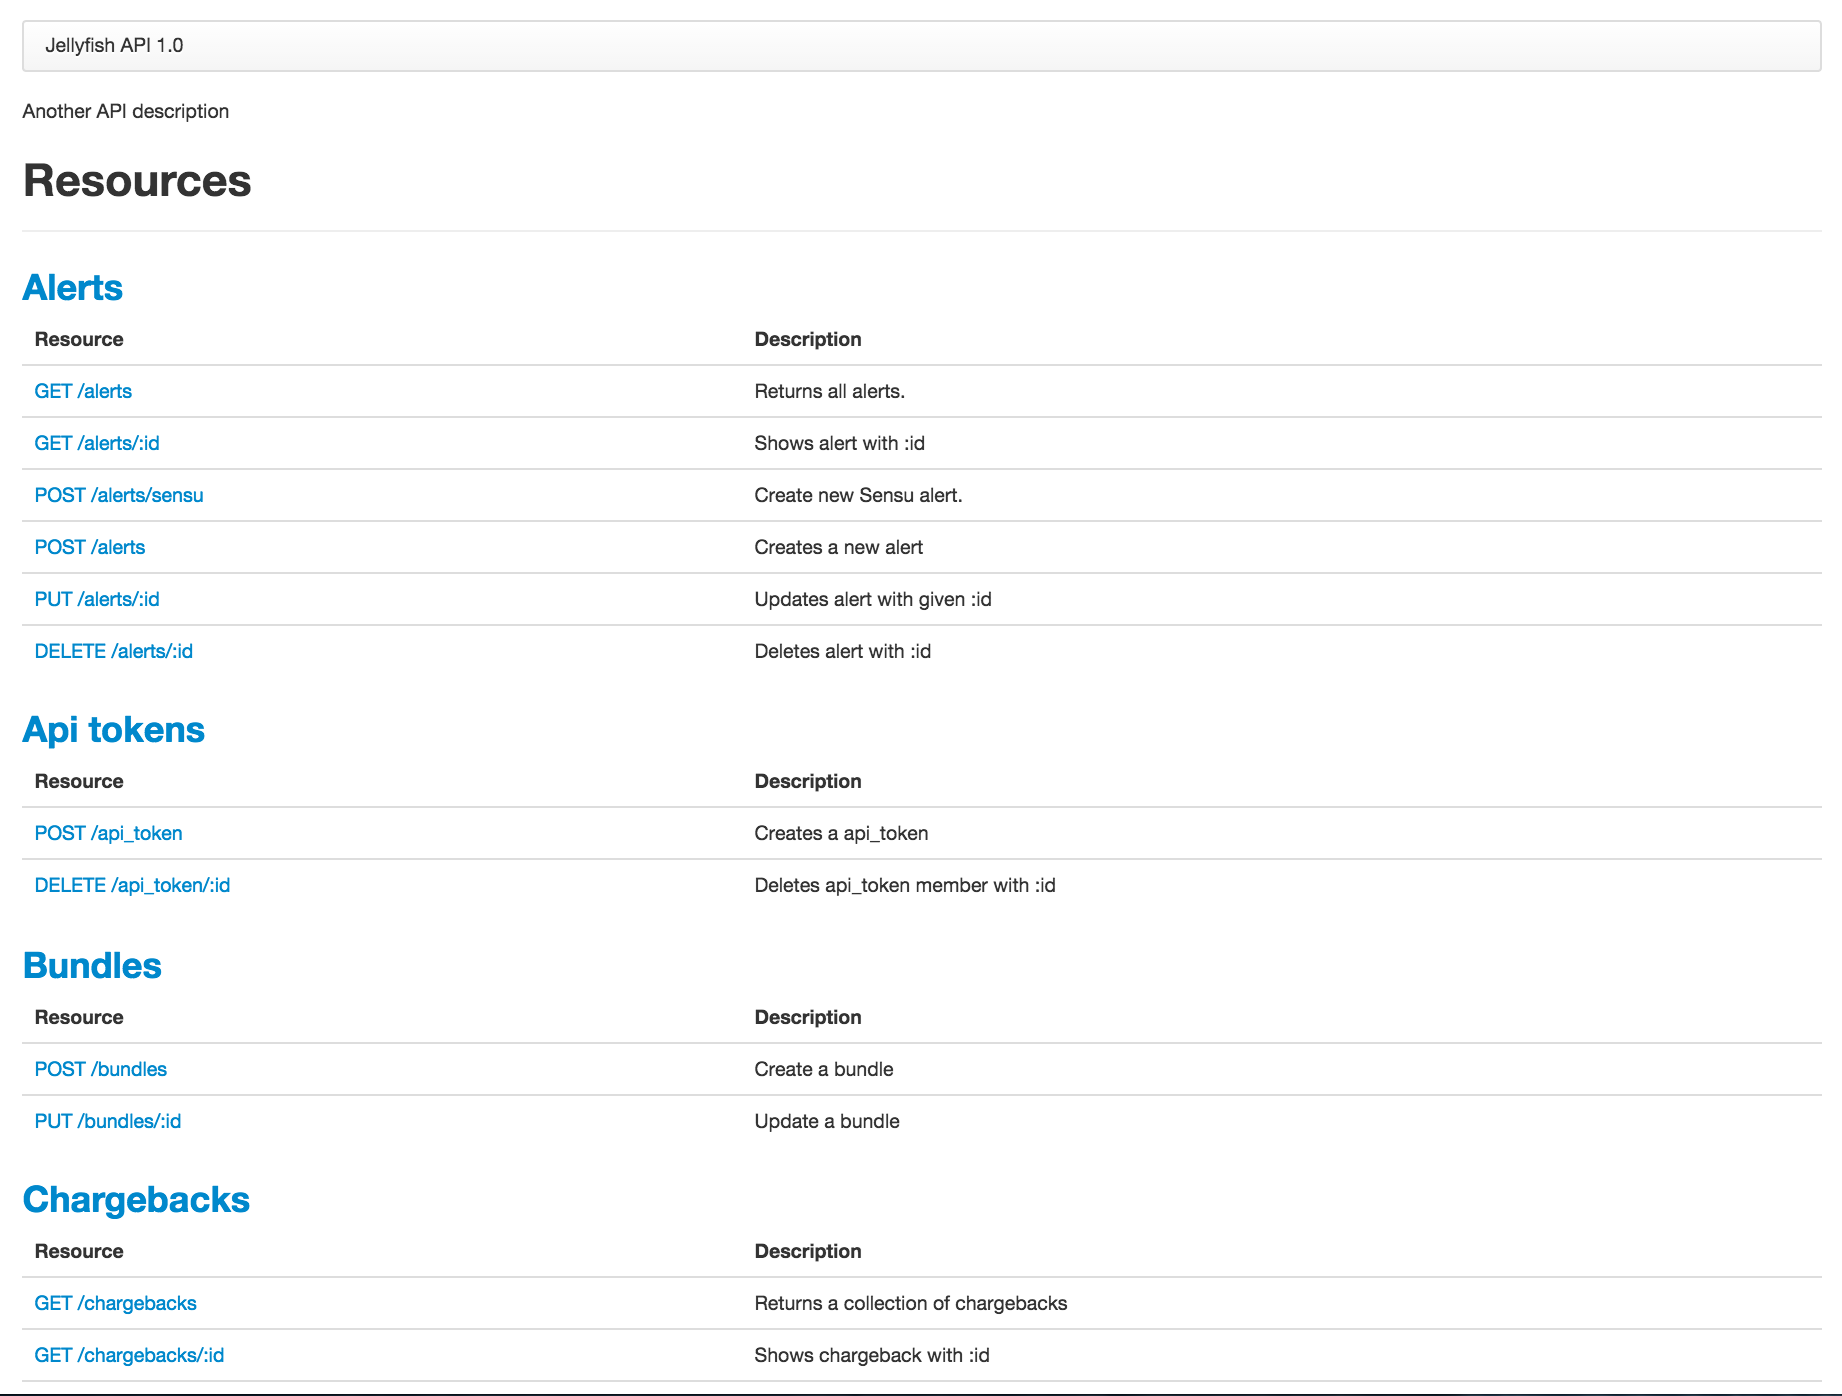 Jellyfish API 1.0
Another API description
Resources
Alerts
Resource Description
GET /alerts Returns all alerts.
GET /alerts/:id Shows alert with :id
POST /alerts/sensu Create new Sensu alert.
POST /alerts Creates a new alert
PUT /alerts/:id Updates alert with given :id
DELETE /alerts/:id Deletes alert with :id
Api tokens
Resource Description
POST /api_token Creates a api_token
DELETE /api_token/:id Deletes api_token member with :id
Bundles
Resource Description
POST /bundles Create a bundle
PUT /bundles/:id Update a bundle
Chargebacks
Resource Description
GET /chargebacks Returns a collection of chargebacks
GET /chargebacks/:id Shows chargeback with :id